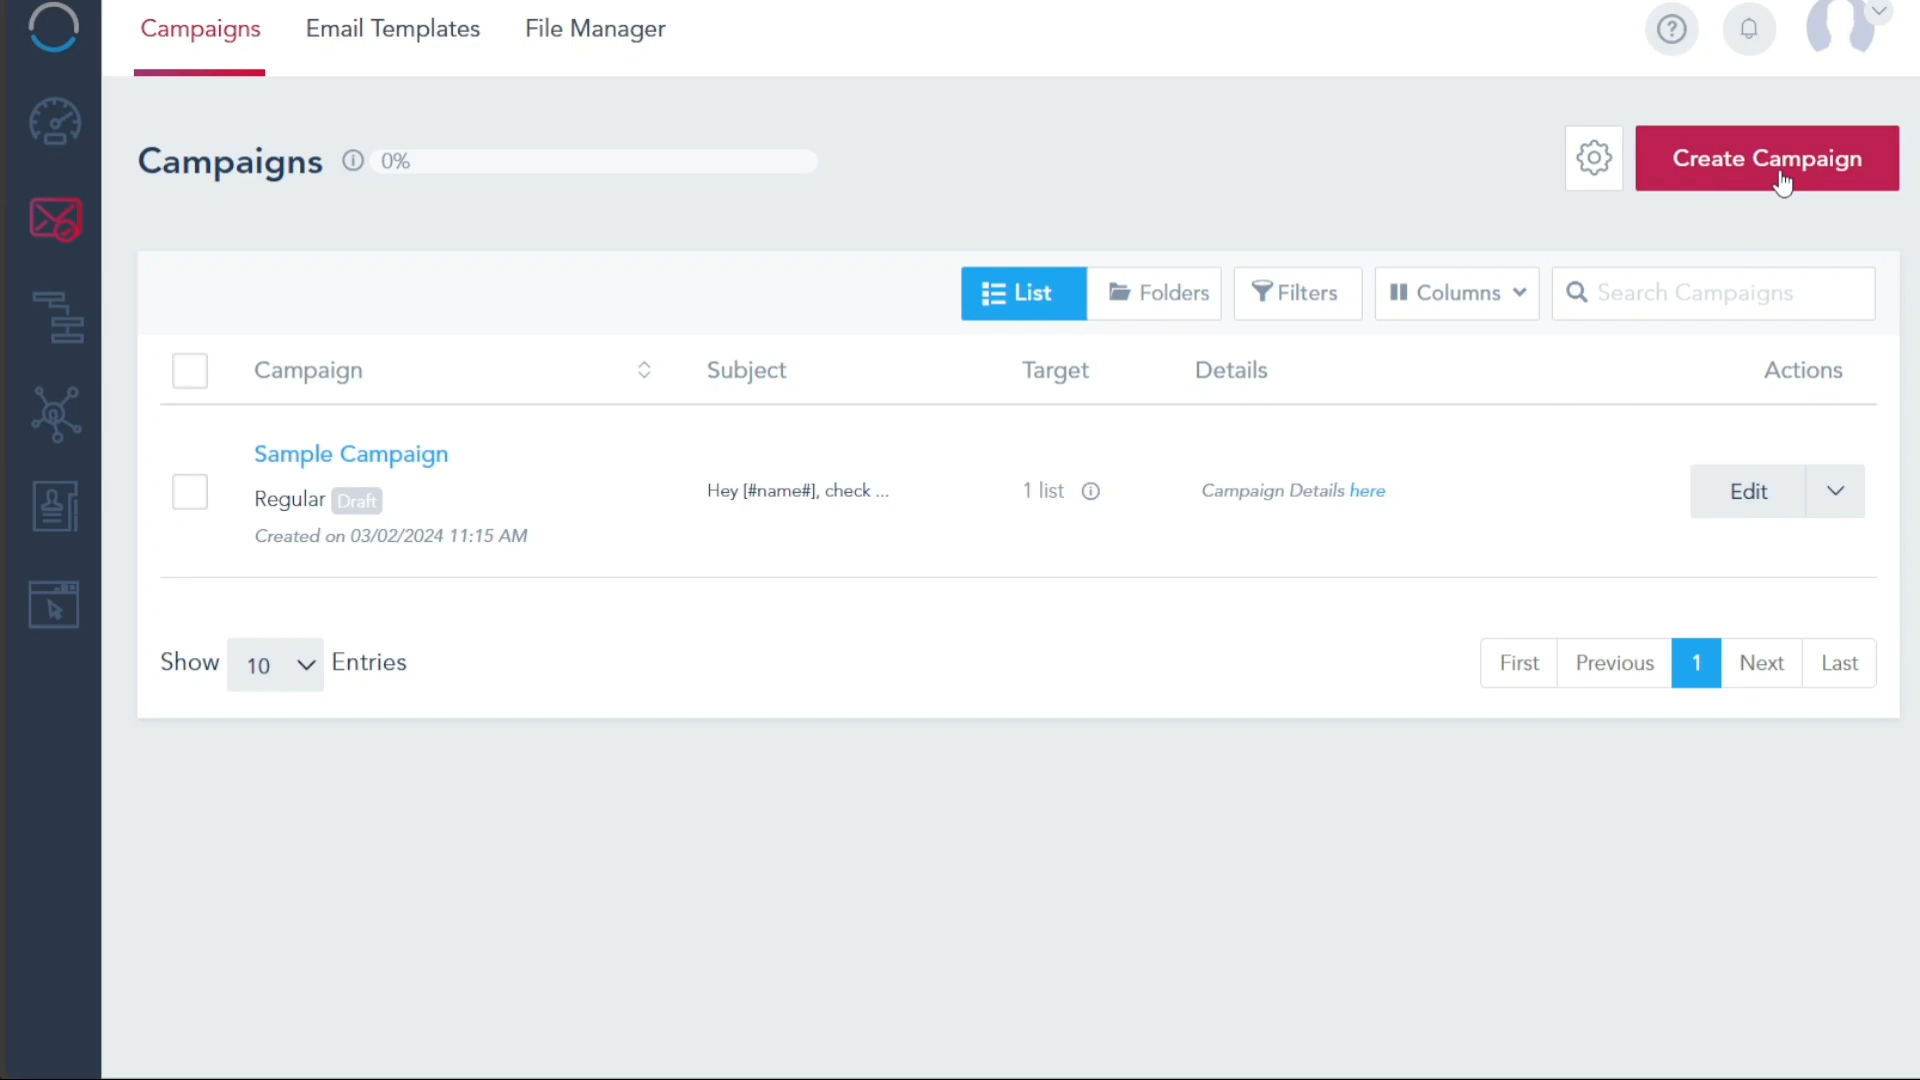 Campaigns
Email Templates
File Manager
Campaigns
0%
Create Campaign
List
Folders
Filters
Columns
Search Campaigns
Campaign
Subject
Target
Details
Actions
Sample Campaign
Regular Draft
Created on 03/02/2024 11:15 AM
Hey [#name#], check ...
1 list
Campaign Details here
Edit
Show 10 Entries
First
Previous
1
Next
Last